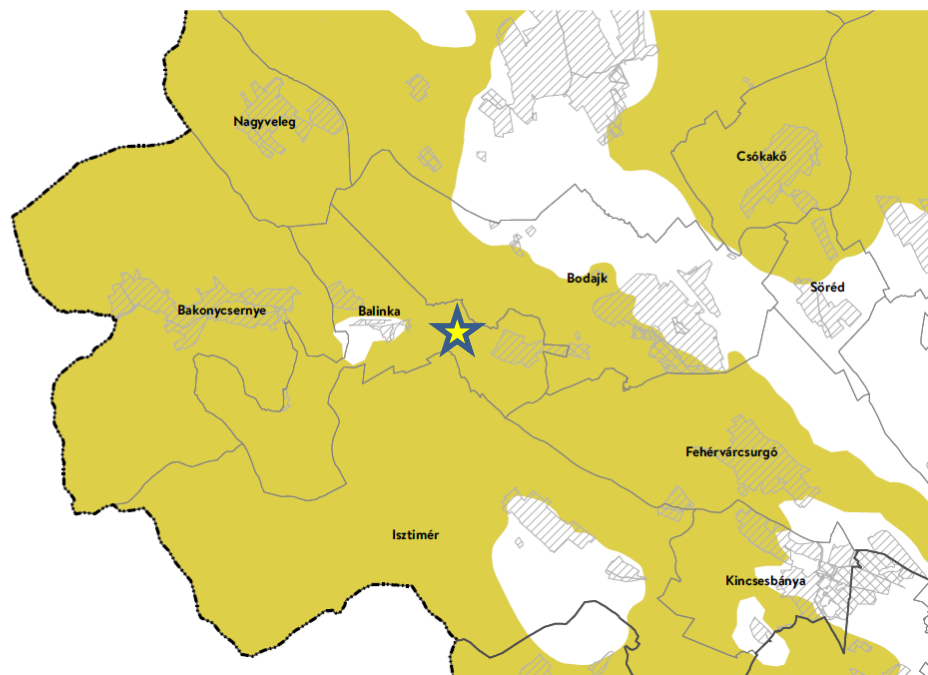 Nagyveleg
Csókakő
Bodajk
Söréd
Bakonycsernye
Balinka
Fehérvárcsurgó
Isztimér
Kincsesbánya